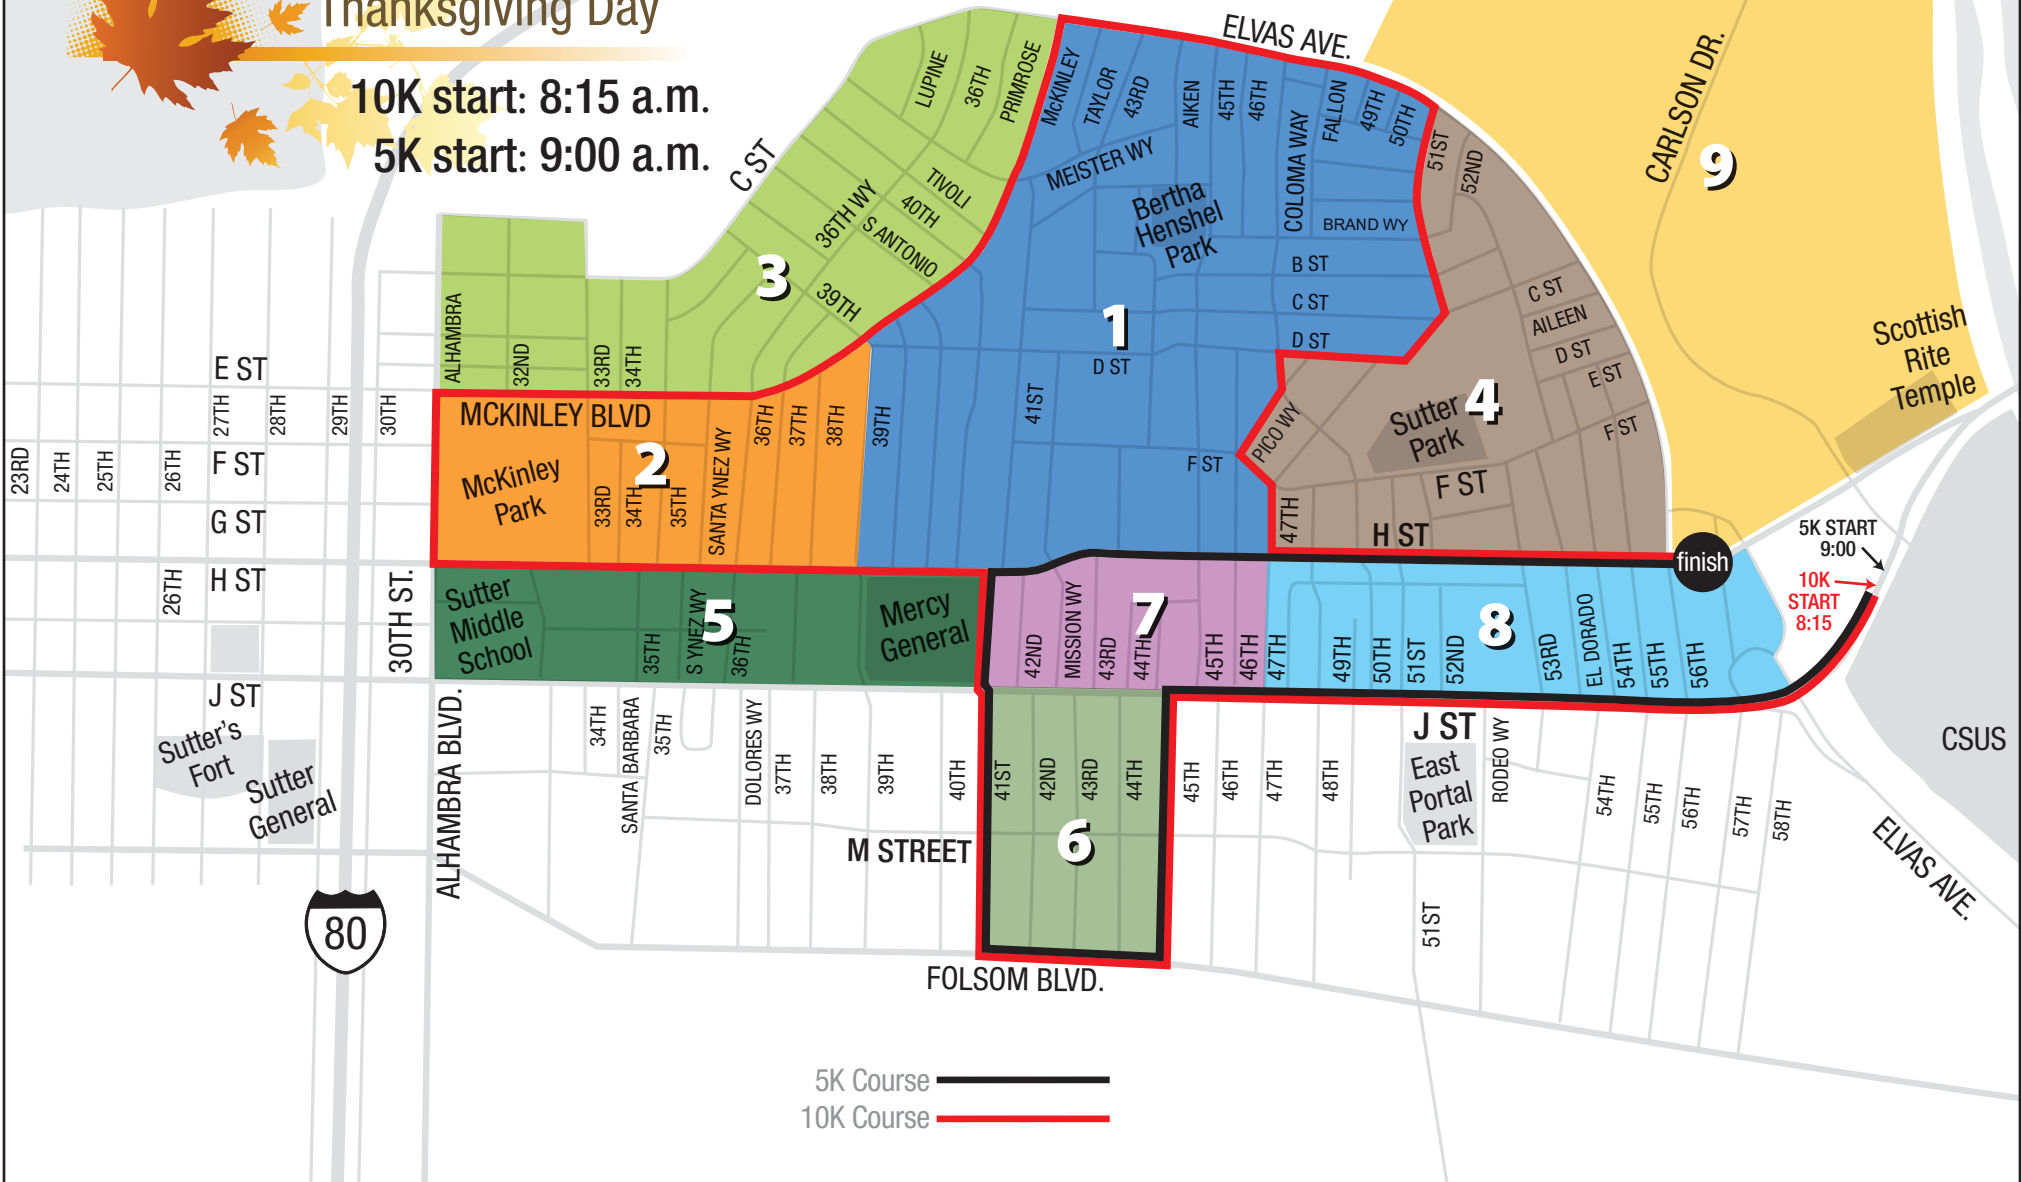 Thanksgiving Day
10K start: 8:15 a.m.
5K start: 9:00 a.m.
ELVAS AVE.
CARLSON DR.
9
C ST
LUPINE
36TH
PRIMROSE
TIVOLI
40TH
36TH WY
S ANTONIO
39TH
3
ALHAMBRA
32ND
33RD
34TH
McKINLEY
TAYLOR
43RD
AIKEN
45TH
46TH
COLOMA WAY
FALLON
49TH
50TH
MEISTER WY
Bertha
Henshel
Park
BRAND WY
B ST
C ST
D ST
1
D ST
41ST
39TH
F ST
51ST
52ND
C ST
AILEEN
D ST
E ST
F ST
Sutter
Park
4
PICO WY
F ST
47TH
H ST
Scottish
Rite
Temple
E ST
27TH
28TH
29TH
30TH
23RD
24TH
25TH
26TH
F ST
G ST
H ST
26TH
30TH ST.
J ST
Sutter's
Fort
Sutter
General
80
ALHAMBRA BLVD.
MCKINLEY BLVD
McKinley
Park
2
33RD
34TH
35TH
SANTA YNEZ WY
36TH
37TH
38TH
Sutter
Middle
School
35TH
S YNEZ WY
5
36TH
Mercy
General
42ND
MISSION WY
43RD
7
44TH
45TH
46TH
47TH
49TH
50TH
51ST
52ND
8
53RD
EL DORADO
54TH
55TH
56TH
finish
5K START
9:00
10K
START
8:15
34TH
SANTA BARBARA
35TH
DOLORES WY
37TH
38TH
39TH
40TH
M STREET
41ST
42ND
43RD
44TH
6
45TH
46TH
47TH
48TH
J ST
East
Portal
Park
RODEO WY
51ST
54TH
55TH
56TH
57TH
58TH
CSUS
ELVAS AVE.
FOLSOM BLVD.
5K Course
10K Course